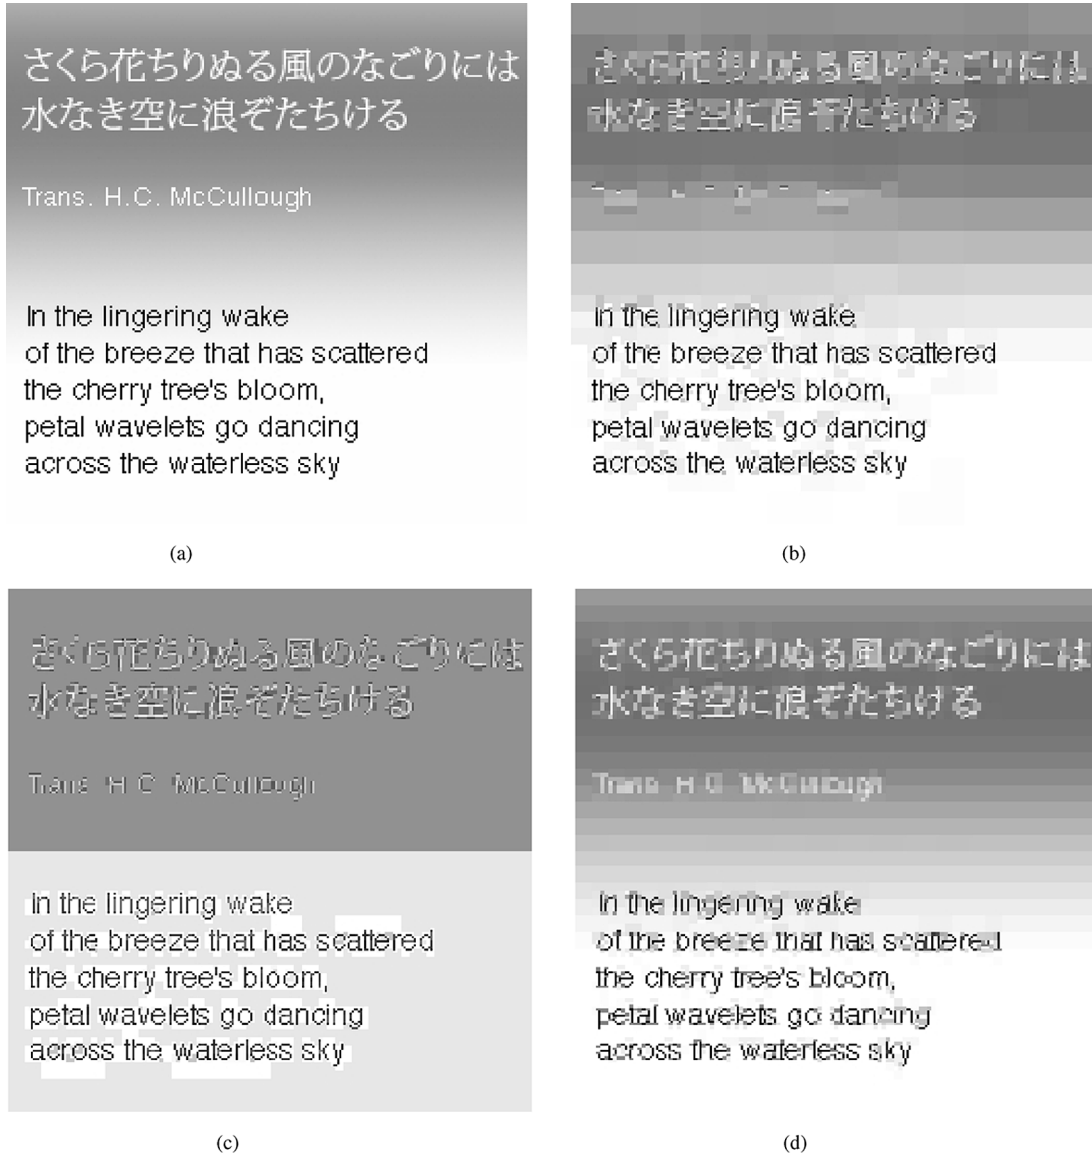 さくら花ちりぬる風のなごりには
水なき空に浪ぞたちける
Trans. H.C. McCullough
In the lingering wake
of the breeze that has scattered
the cherry tree's bloom,
petal wavelets go dancing
across the waterless sky
(a)
さくら花ちりぬる風のなごりには
水なき空に浪ぞたちける
In the lingering wake
of the breeze that has scattered
the cherry tree's bloom,
petal wavelets go dancing
across the waterless sky
(b)
さくら花ちりぬる風のなごりには
水なき空に浪ぞたちける
Trans H C McCullough
In the lingering wake
of the breeze that has scattered
the cherry tree's bloom,
petal wavelets go dancing
across the waterless sky
(c)
さくら花ちりぬる風のなごりには
水なき空に浪ぞたちける
Trans H C McCullough
In the lingering wake
of the breeze that has scattered
the cherry tree's bloom,
petal wavelets go dancing
across the waterless sky
(d)